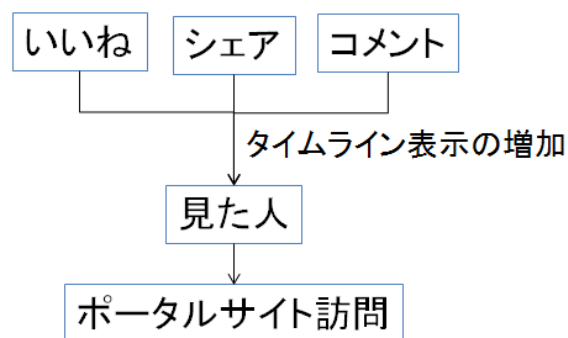 いいね
シェア
コメント
タイムライン表示の増加
見た人
ポータルサイト訪問